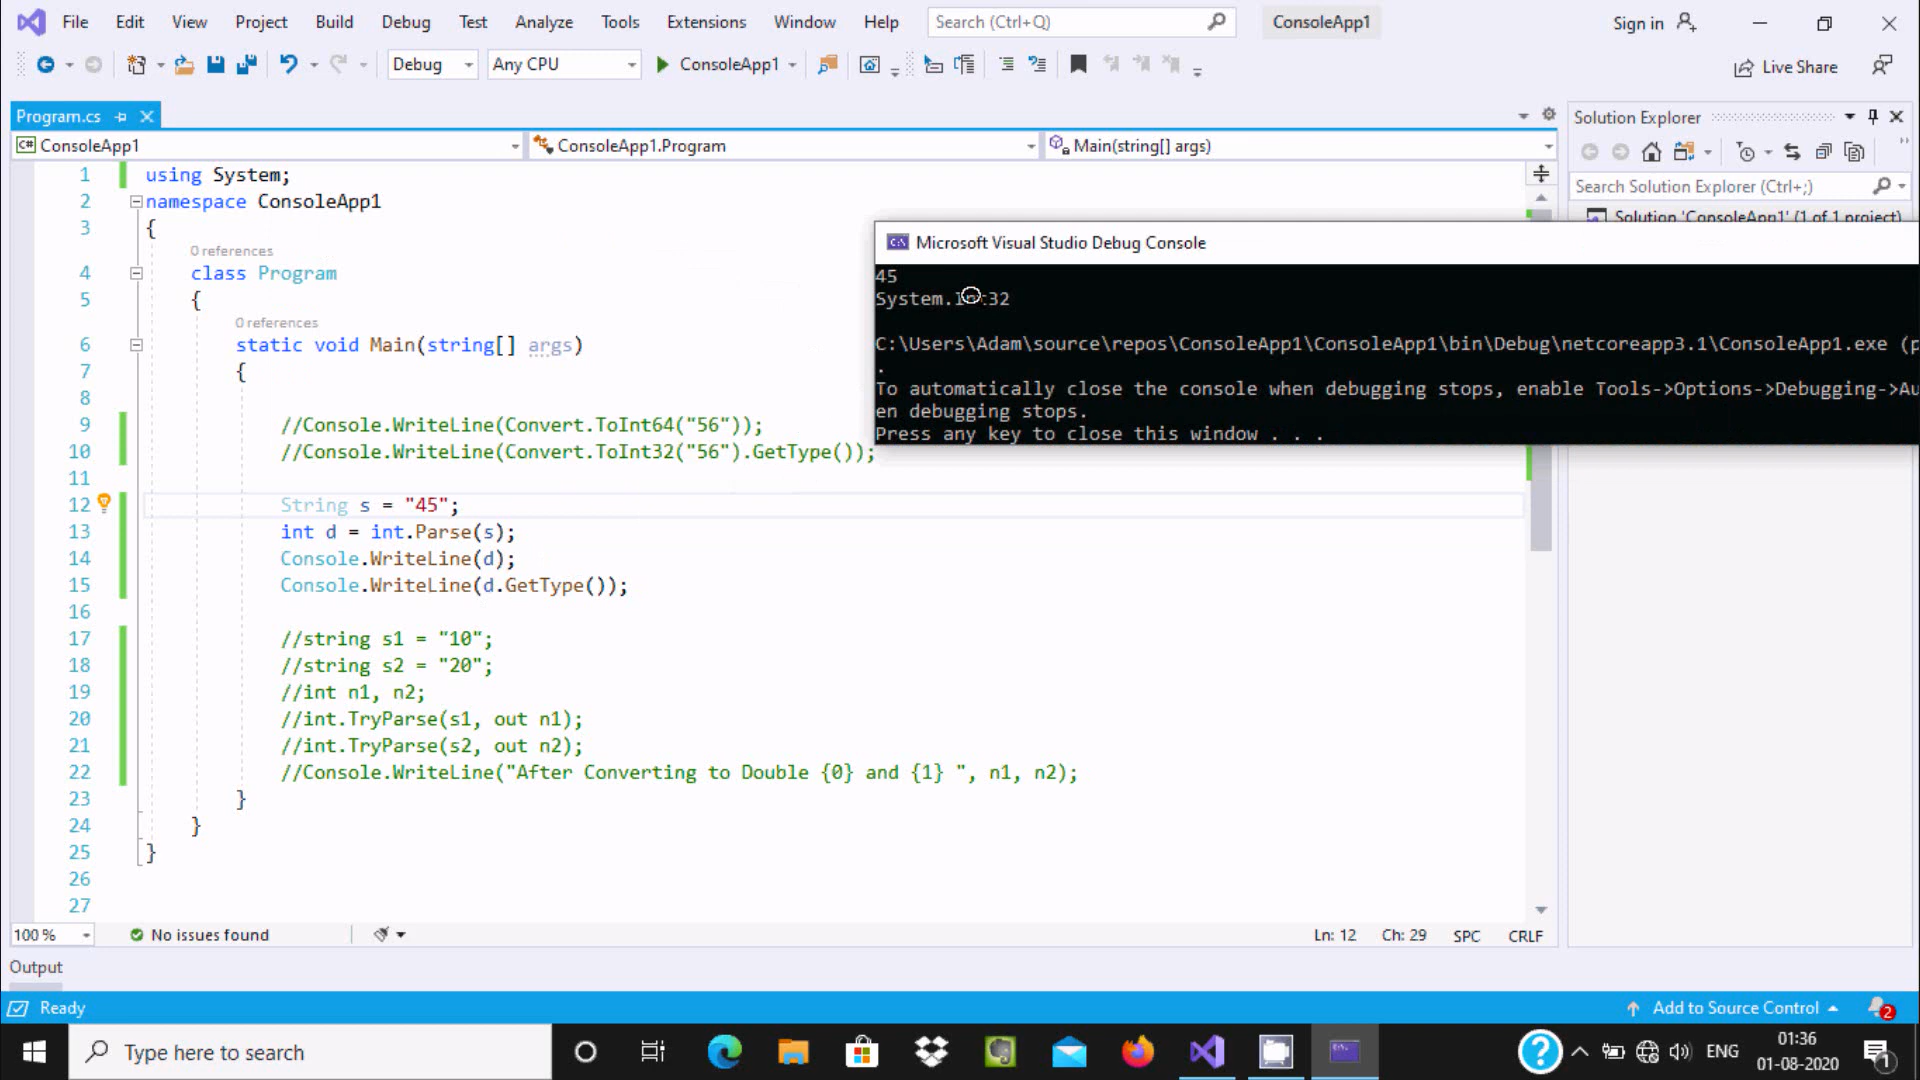 File Edit View Project Build Debug Test Analyze Tools Extensions Window Help Search (Ctrl+Q) ConsoleApp1 Sign in
Debug Any CPU ConsoleApp1 Live Share
Program.cs
Solution Explorer
C# ConsoleApp1 ConsoleApp1.Program Main(string[] args)
Search Solution Explorer (Ctrl+;)
Solution 'ConsoleApp1' (1 of 1 project)
1 using System;
2 namespace ConsoleApp1
3 {
0 references
4 class Program
5 {
0 references
6 static void Main(string[] args)
7 {
8
9 //Console.WriteLine(Convert.ToInt64("56"));
10 //Console.WriteLine(Convert.ToInt32("56").GetType());
11
12 String s = "45";
13 int d = int.Parse(s);
14 Console.WriteLine(d);
15 Console.WriteLine(d.GetType());
16
17 //string s1 = "10";
18 //string s2 = "20";
19 //int n1, n2;
20 //int.TryParse(s1, out n1);
21 //int.TryParse(s2, out n2);
22 //Console.WriteLine("After Converting to Double {0} and {1} ", n1, n2);
23 }
24 }
25 }
26
27
Microsoft Visual Studio Debug Console
45
System.Int32
C:\Users\Adam\source\repos\ConsoleApp1\ConsoleApp1\bin\Debug\netcoreapp3.1\ConsoleApp1.exe (p
.
To automatically close the console when debugging stops, enable Tools->Options->Debugging->Au
en debugging stops.
Press any key to close this window . . .
100 % No issues found Ln: 12 Ch: 29 SPC CRLF
Output
Ready Add to Source Control 2
Type here to search ENG 01:36
01-08-2020 1